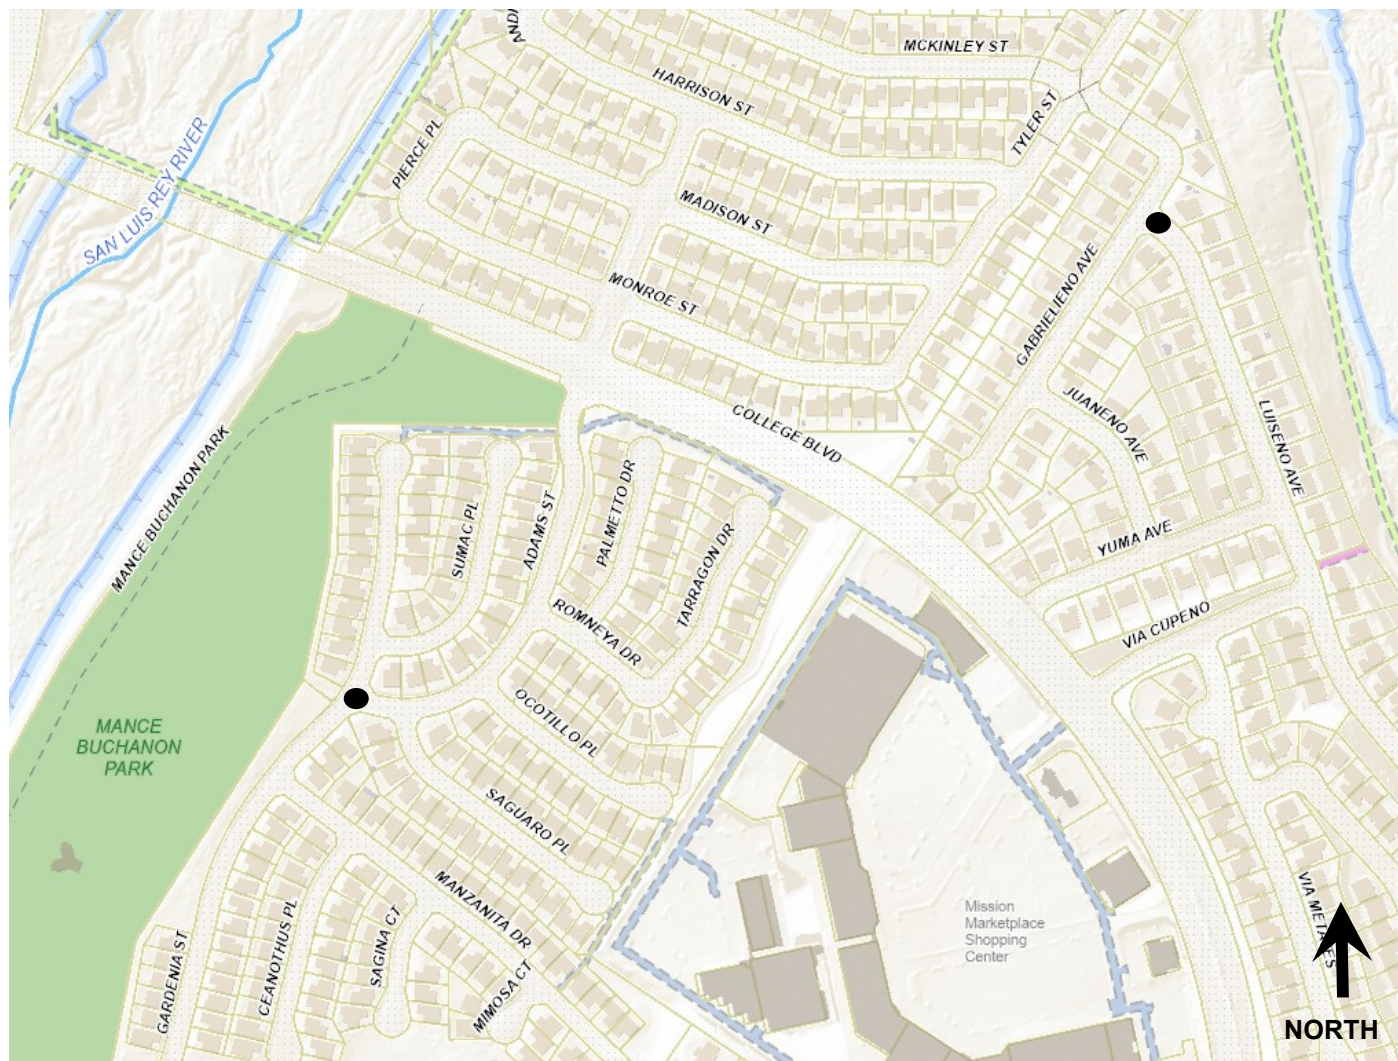 MCKINLEY ST
HARRISON ST
TYLER ST
PIERCE PL
SAN LUIS REY RIVER
MADISON ST
MONROE ST
GABRIELIENO AVE
COLLEGE BLVD
JUANENO AVE
LUISENO AVE
MANCE BUCHANON PARK
PALMETTO DR
SUMAC PL
ADAMS ST
TARRAGON DR
YUMA AVE
ROMNEYA DR
VIA CUPENO
OCOTILLO PL
MANCE
BUCHANON
PARK
SAGUARO PL
MANZANITA DR
CEANOTHUS PL
SAGINA CT
GARDENIA ST
MIMOSA CT
Mission
Marketplace
Shopping
Center
NORTH